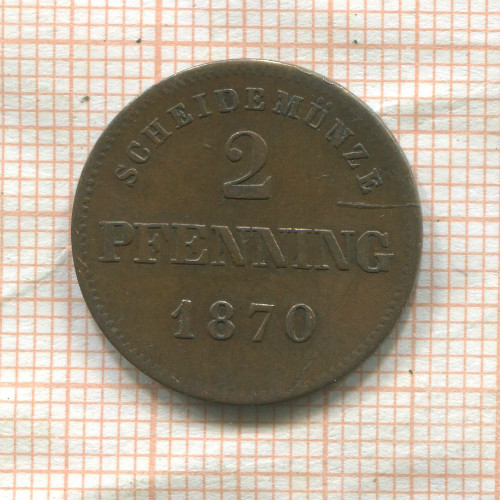 SCHEIDEMÜNZE
2
PFENNING
1870